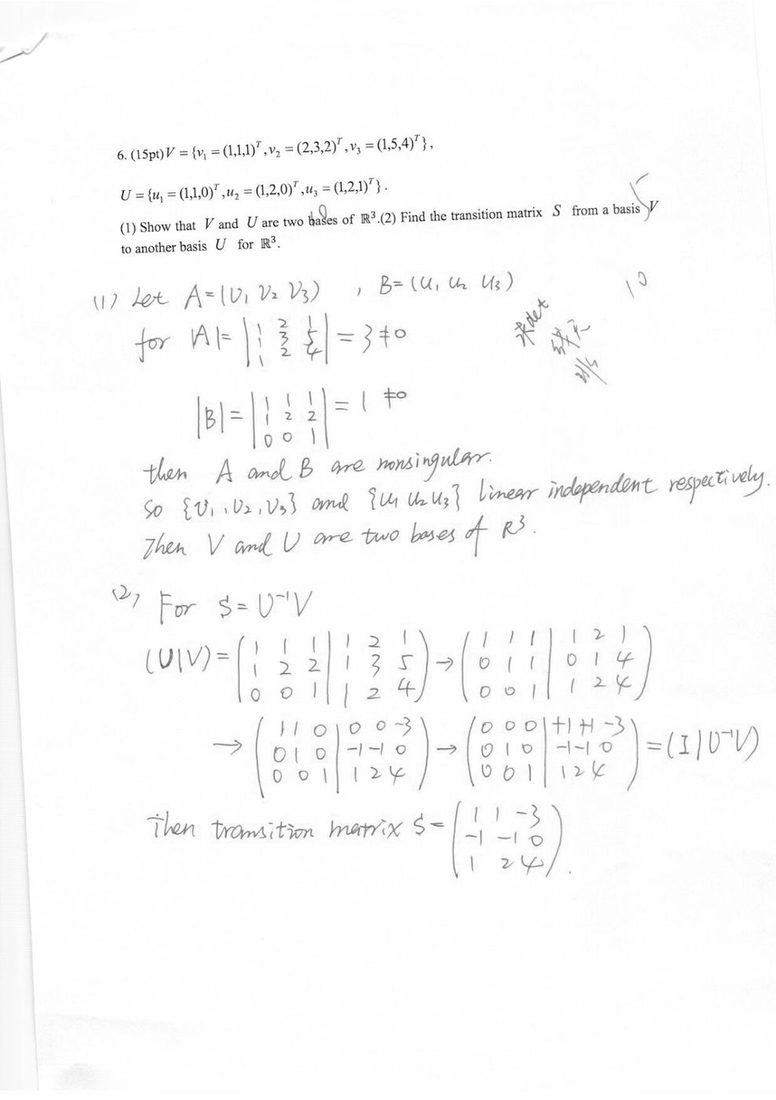 6. (15pt) V = {v₁ = (1,1,1)ᵀ, v₂ = (2,3,2)ᵀ, v₃ = (1,5,4)ᵀ},
U = {u₁ = (1,1,0)ᵀ, u₂ = (1,2,0)ᵀ, u₃ = (1,2,1)ᵀ}.
(1) Show that V and U are two bases of ℝ³.(2) Find the transition matrix S from a basis V
to another basis U for ℝ³.
(1) Let A=(v₁ v₂ v₃) , B=(u₁ u₂ u₃)
10
求det
for |A|= | 1 2 1
1 3 5
1 2 4 | = 3 ≠0
|B|= | 1 1 1
1 2 2
0 0 1 | = 1 ≠0
then A and B are nonsingular.
So {v₁,v₂,v₃} and {u₁ u₂ u₃} linear independent respectively.
Then V and U are two bases of R³.
(2) For S=U⁻¹V
(U|V)= ( 1 1 1 | 1 2 1
1 2 2 | 1 3 5
0 0 1 | 1 2 4 ) → ( 1 1 1 | 1 2 1
0 1 1 | 0 1 4
0 0 1 | 1 2 4 )
→ ( 1 1 0 | 0 0 -3
0 1 0 | -1 -1 0
0 0 1 | 1 2 4 ) → ( 0 0 0 | +1 +1 -3
0 1 0 | -1 -1 0
0 0 1 | 1 2 4 ) = (I | U⁻¹V)
Then transition matrix S= ( 1 1 -3
-1 -1 0
1 2 4 ).